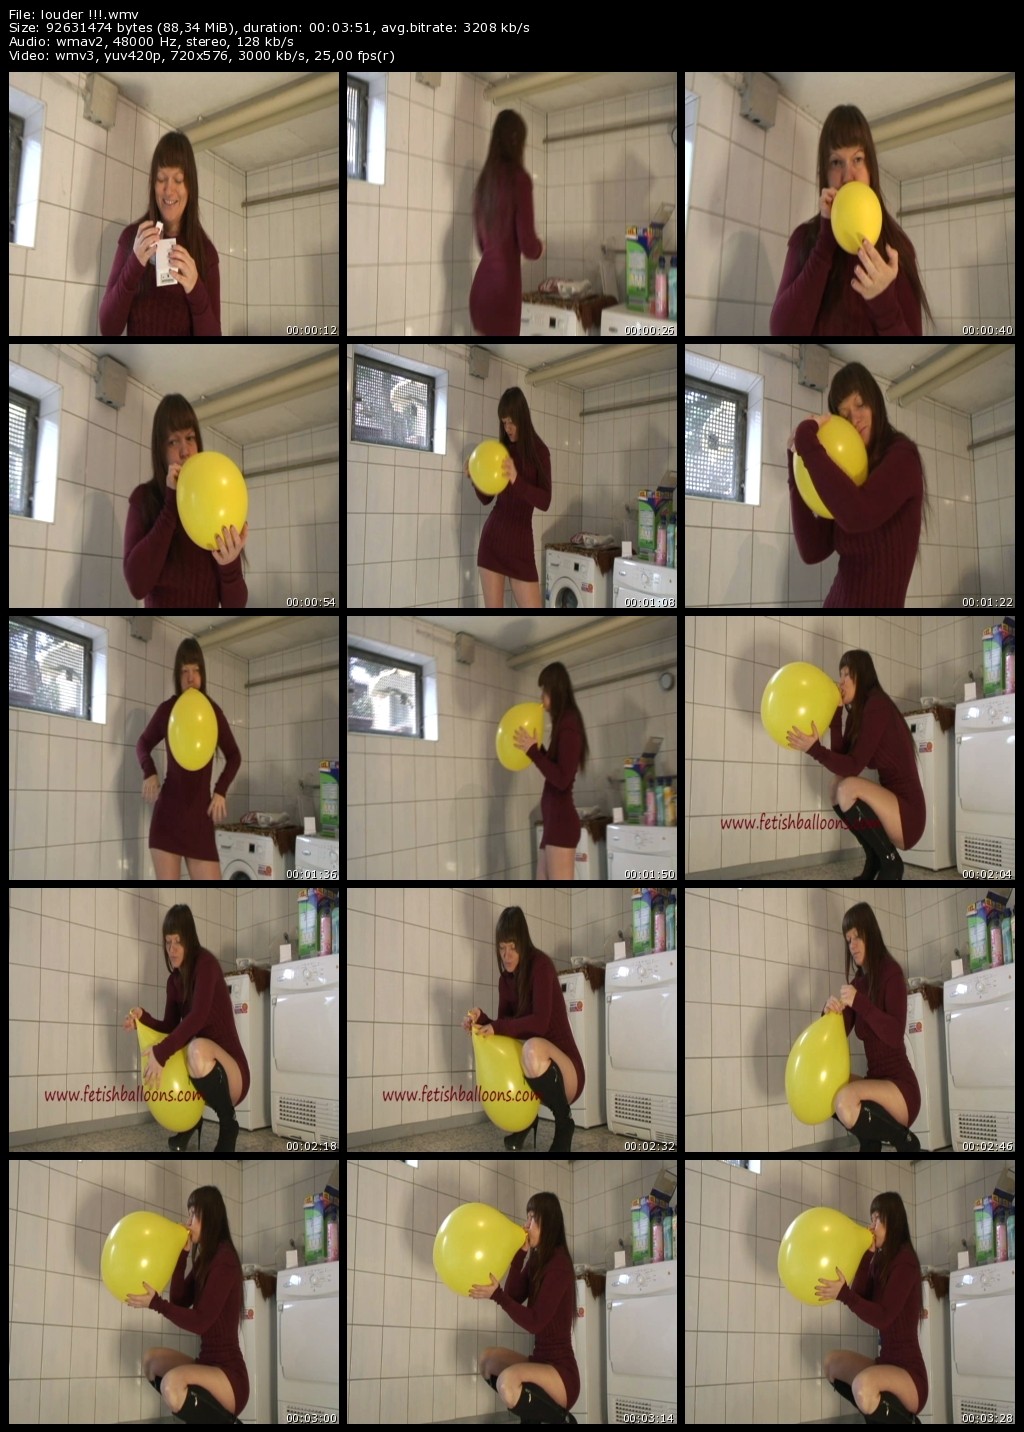 File: louder !!!.wmv
Size: 92631474 bytes (88,34 MiB), duration: 00:03:51, avg.bitrate: 3208 kb/s
Audio: wmav2, 48000 Hz, stereo, 128 kb/s
Video: wmv3, yuv420p, 720x576, 3000 kb/s, 25,00 fps(r)
00:00:12
00:00:26
00:00:40
00:00:54
00:01:08
00:01:22
00:01:36
00:01:50
www.fetishballoons.com
00:02:04
www.fetishballoons.com
00:02:18
www.fetishballoons.com
00:02:32
00:02:46
00:03:00
00:03:14
00:03:28